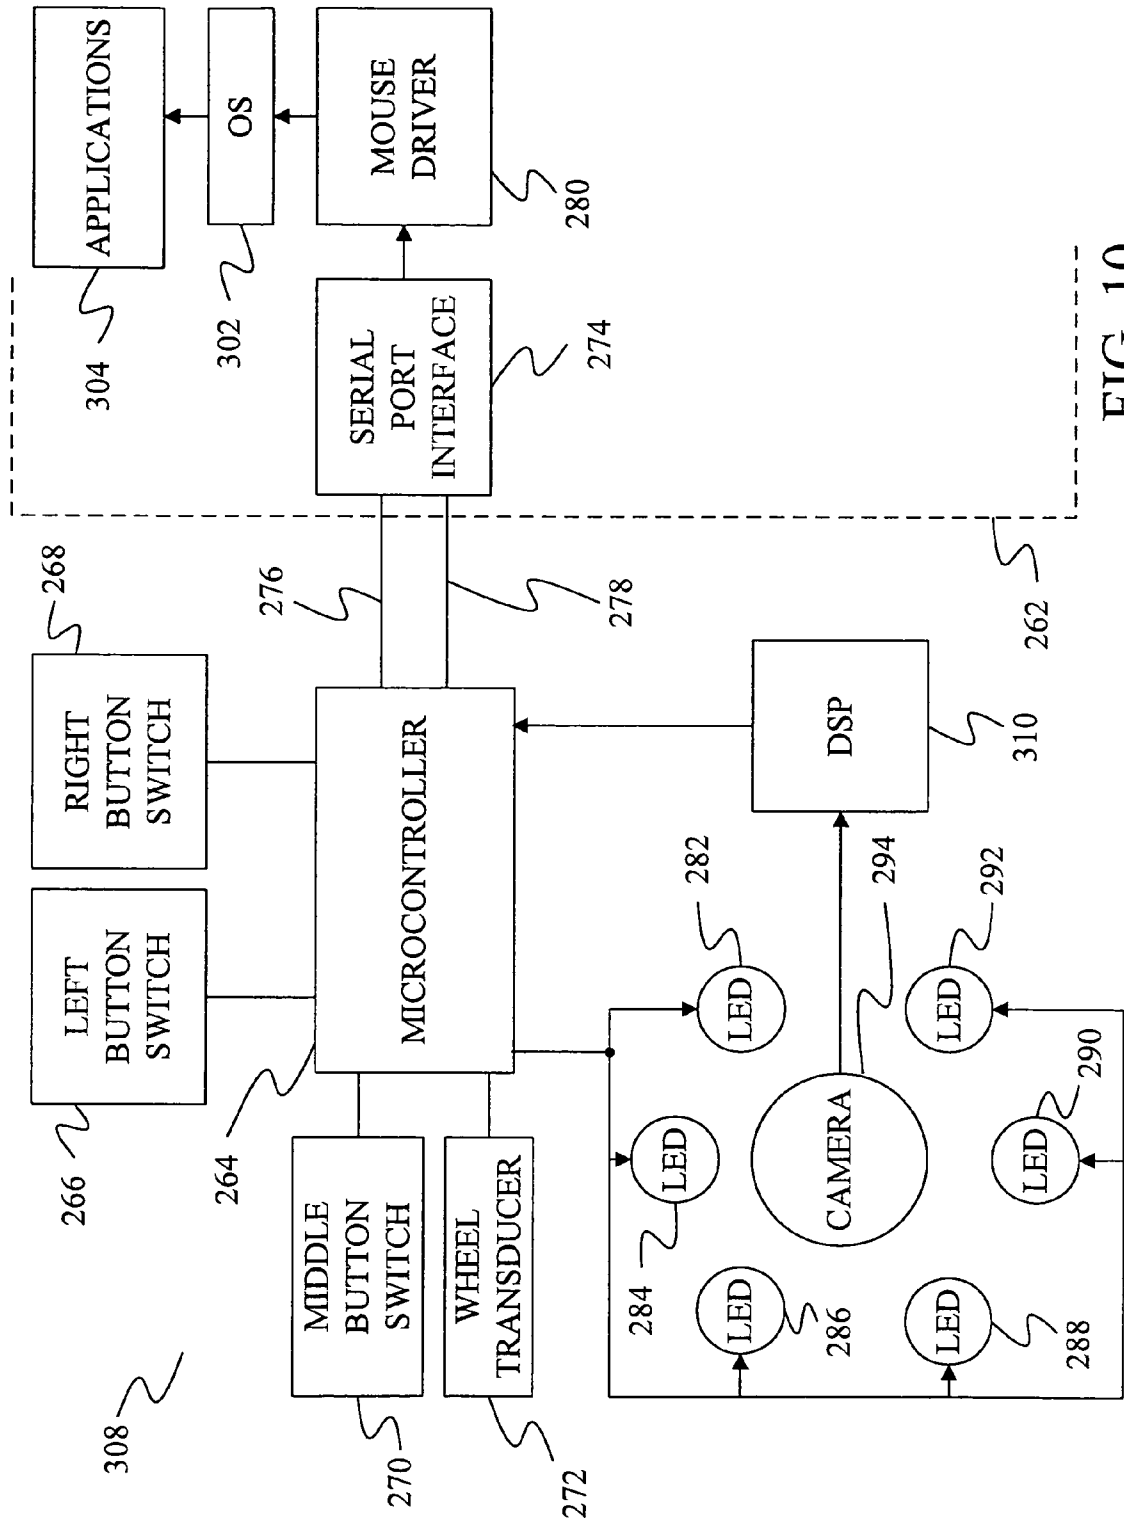 308
266
LEFT
BUTTON
SWITCH
RIGHT
BUTTON
SWITCH
268
304
APPLICATIONS
302
OS
264
276
MIDDLE
BUTTON
SWITCH
270
WHEEL
TRANSDUCER
272
MICROCONTROLLER
278
SERIAL
PORT
INTERFACE
274
MOUSE
DRIVER
280
284
LED
LED
282
LED
286
CAMERA
294
DSP
310
LED
288
LED
290
LED
292
262
FIG. 10